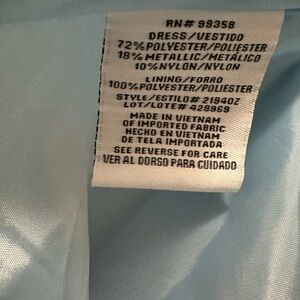 RN# 99358
DRESS/VESTIDO
72%POLYESTER/POLIESTER
18%METALLIC/METÁLICO
10%NYLON/NYLON
LINING/FORRO
100%POLYESTER/POLIESTER
STYLE/ESTILO# 21940Z
LOT/LOTE# 429969
MADE IN VIETNAM
OF IMPORTED FABRIC
HECHO EN VIETNAM
DE TELA IMPORTADA
SEE REVERSE FOR CARE
VER AL DORSO PARA CUIDADO